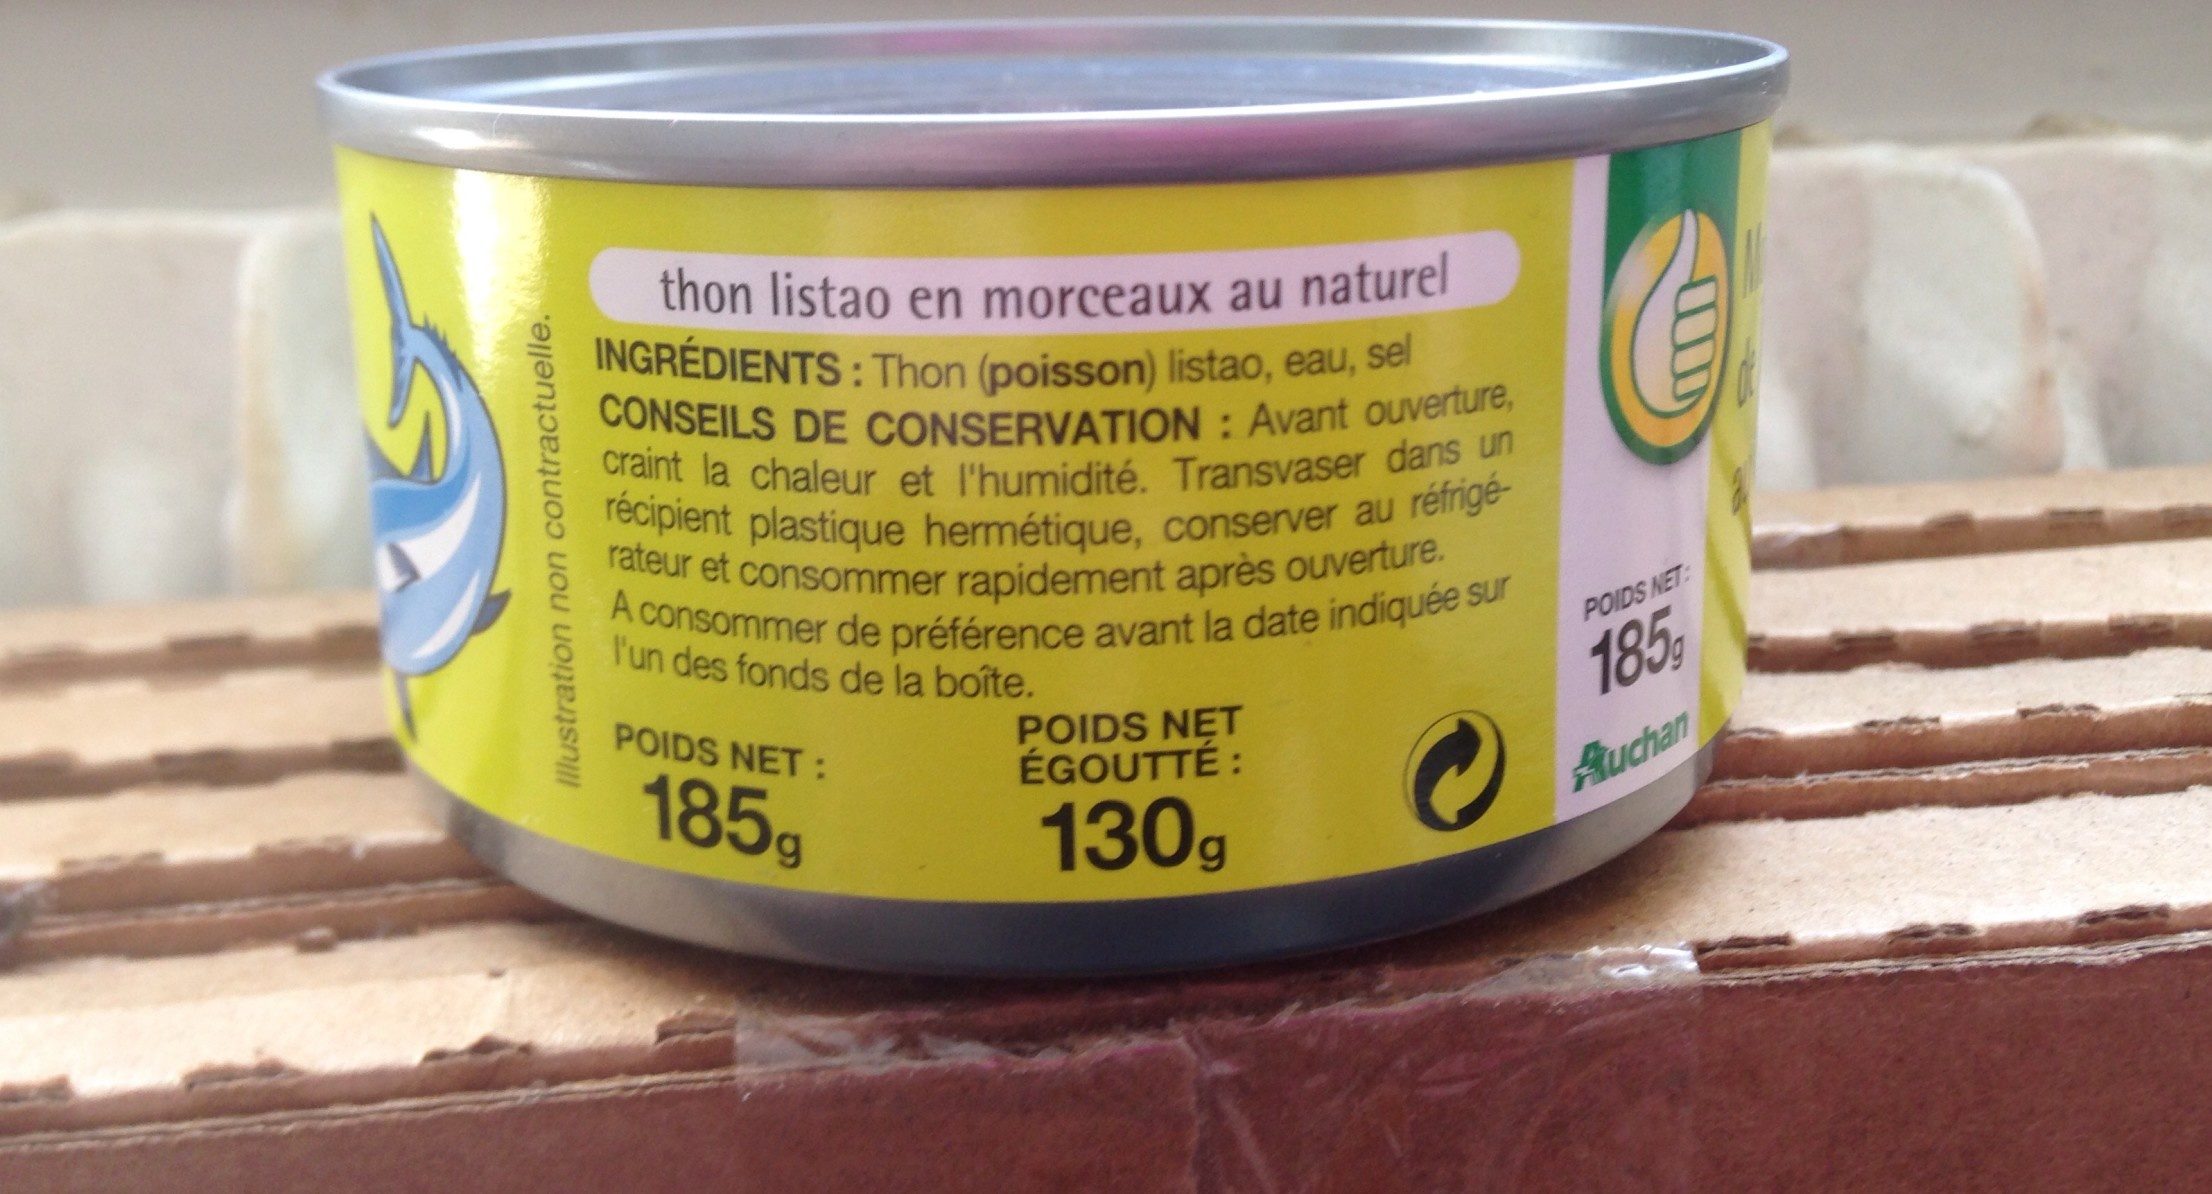 thon listao en morceaux au naturel
INGRÉDIENTS : Thon (poisson) listao, eau, sel
CONSEILS DE CONSERVATION : Avant ouverture,
craint la chaleur et l'humidité. Transvaser dans un
récipient plastique hermétique, conserver au réfrigé-
rateur et consommer rapidement après ouverture.
A consommer de préférence avant la date indiquée sur
l'un des fonds de la boîte.
POIDS NET :
185g
POIDS NET
ÉGOUTTÉ :
130g
Illustration non contractuelle.
POIDS NET :
185g
Auchan
de